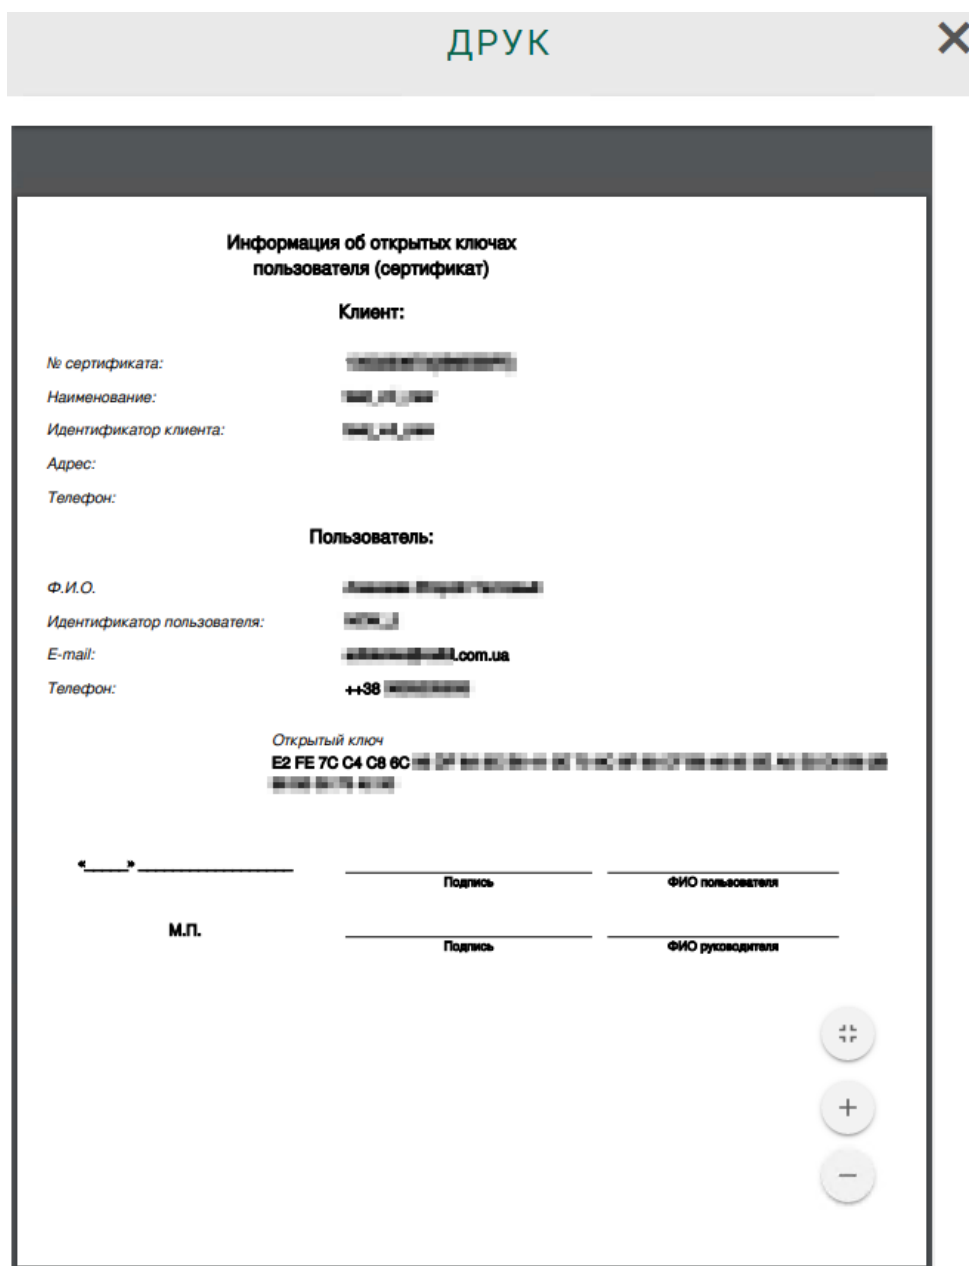 ДРУК
Информация об открытых ключах
пользователя (сертификат)
Клиент:
№ сертификата:
Наименование:
Идентификатор клиента:
Адрес:
Телефон:
Пользователь:
Ф.И.О.
Идентификатор пользователя:
E-mail: .com.ua
Телефон: ++38
Открытый ключ
E2 FE 7C C4 C8 6C
«_____» __________________
Подпись ФИО пользователя
М.П.
Подпись ФИО руководителя